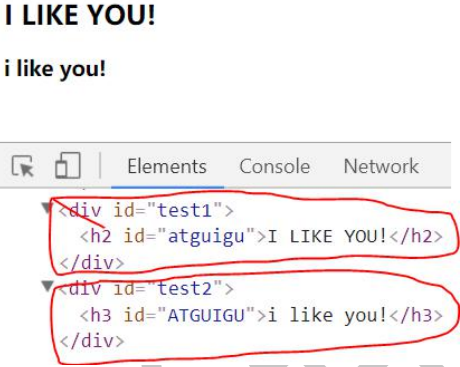 I LIKE YOU!
i like you!
Elements Console Network
<div id="test1">
<h2 id="atguigu">I LIKE YOU!</h2>
</div>
<div id="test2">
<h3 id="ATGUIGU">i like you!</h3>
</div>